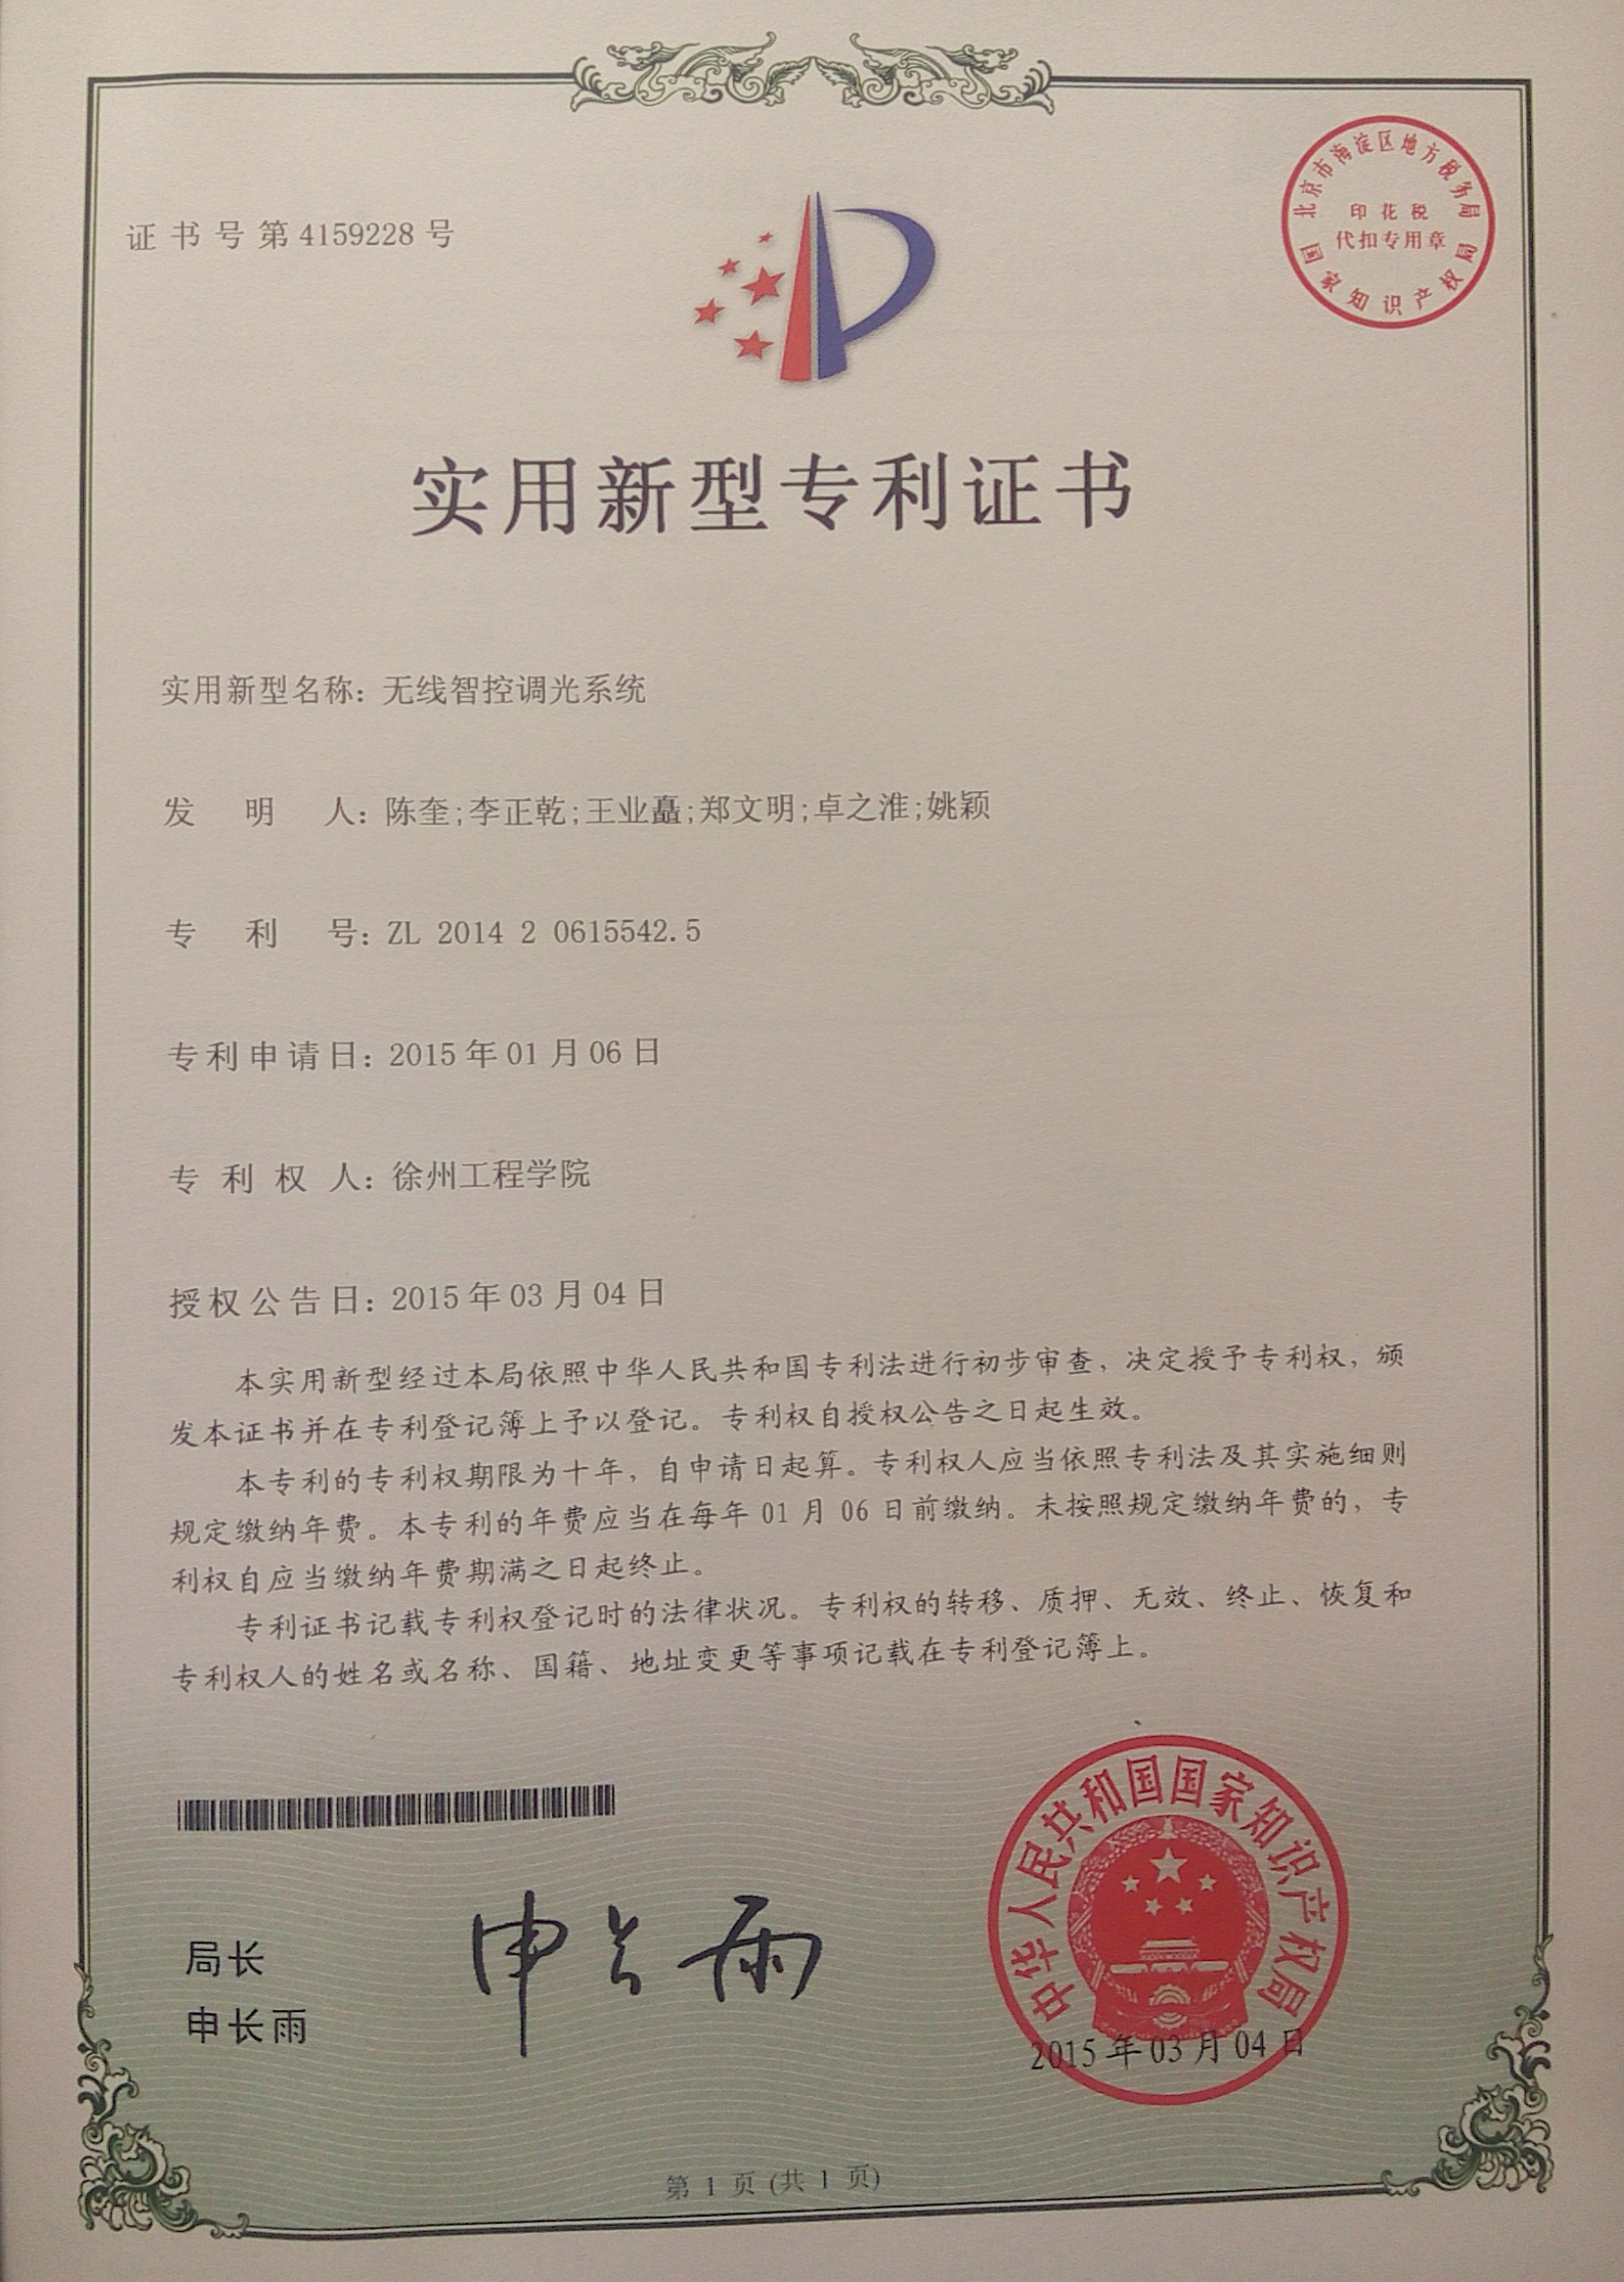 证书号第4159228号
北京市海淀区地方税务局
印花税
代扣专用章
国家知识产权局
实用新型专利证书
实用新型名称：无线智控调光系统
发明人：陈奎;李正乾;王业矗;郑文明;卓之淮;姚颖
专利号：ZL 2014 2 0615542.5
专利申请日：2015年01月06日
专利权人：徐州工程学院
授权公告日：2015年03月04日
本实用新型经过本局依照中华人民共和国专利法进行初步审查，决定授予专利权，颁
发本证书并在专利登记簿上予以登记。专利权自授权公告之日起生效。
本专利的专利权期限为十年，自申请日起算。专利权人应当依照专利法及其实施细则
规定缴纳年费。本专利的年费应当在每年01月06日前缴纳。未按照规定缴纳年费的，专
利权自应当缴纳年费期满之日起终止。
专利证书记载专利权登记时的法律状况。专利权的转移、质押、无效、终止、恢复和
专利权人的姓名或名称、国籍、地址变更等事项记载在专利登记簿上。
中华人民共和国国家知识产权局
局长
申长雨
申长雨
2015年03月04日
第 1 页 (共 1 页)